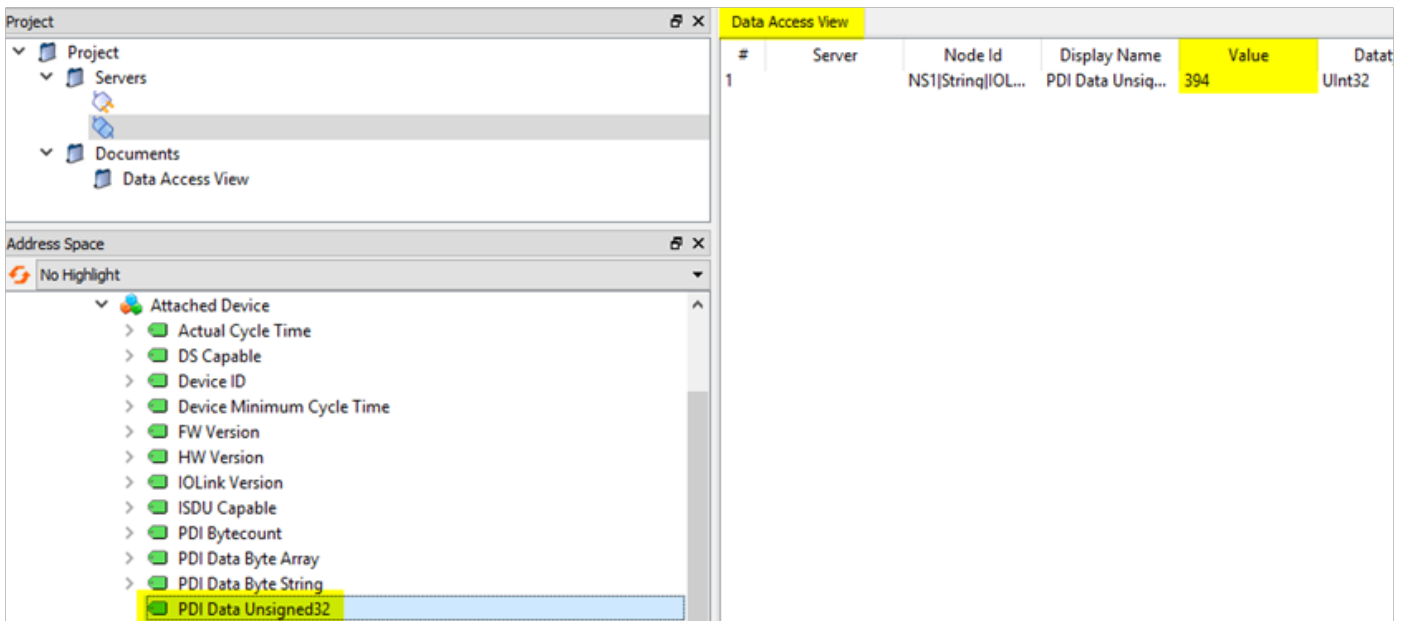 Project
Project
Servers
Documents
Data Access View
Address Space
No Highlight
Attached Device
Actual Cycle Time
DS Capable
Device ID
Device Minimum Cycle Time
FW Version
HW Version
IOLink Version
ISDU Capable
PDI Bytecount
PDI Data Byte Array
PDI Data Byte String
PDI Data Unsigned32
Data Access View
# Server Node Id Display Name Value Datat
1 NS1|String|IOL... PDI Data Unsig... 394 UInt32